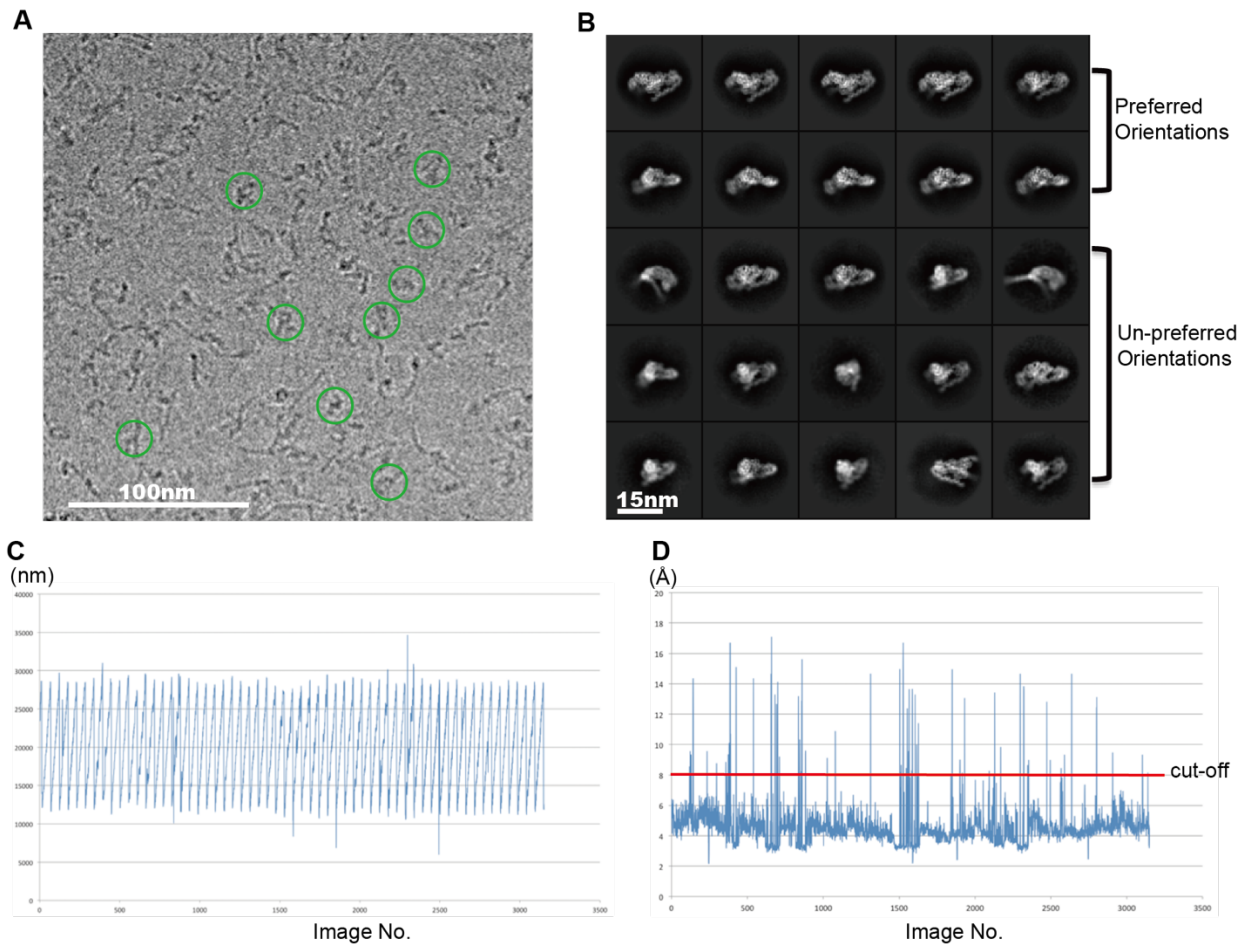 A
100nm
B
Preferred
Orientations
Un-preferred
Orientations
15nm
C
(nm)
40000
35000
30000
25000
20000
15000
10000
5000
0
0 500 1000 1500 2000 2500 3000 3500
Image No.
D
(Å)
20
18
16
14
12
10
8
cut-off
6
4
2
0
0 500 1000 1500 2000 2500 3000 3500
Image No.